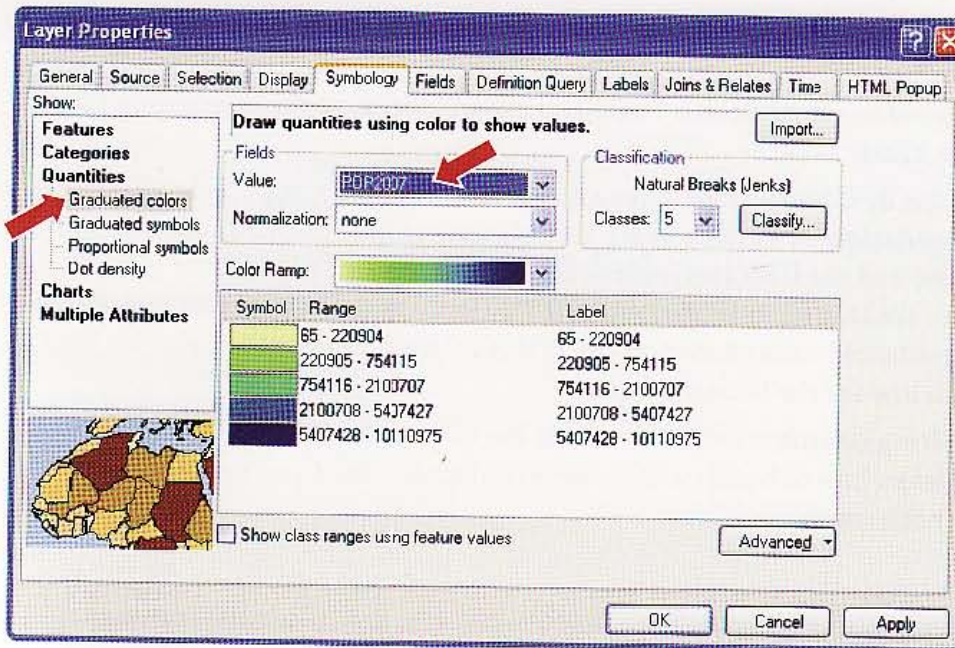 Layer Properties
General Source Selection Display Symbology Fields Definition Query Labels Joins & Relates Time HTML Popup
Show:
Features
Categories
Quantities
Graduated colors
Graduated symbols
Proportional symbols
Dot density
Charts
Multiple Attributes
Draw quantities using color to show values.
Import...
Fields
Value: POP2007
Normalization: none
Classification
Natural Breaks (Jenks)
Classes: 5 Classify...
Color Ramp:
Symbol Range Label
65 - 220904 65 - 220904
220905 - 754115 220905 - 754115
754116 - 2100707 754116 - 2100707
2100708 - 5407427 2100708 - 5407427
5407428 - 10110975 5407428 - 10110975
Show class ranges using feature values
Advanced
OK Cancel Apply